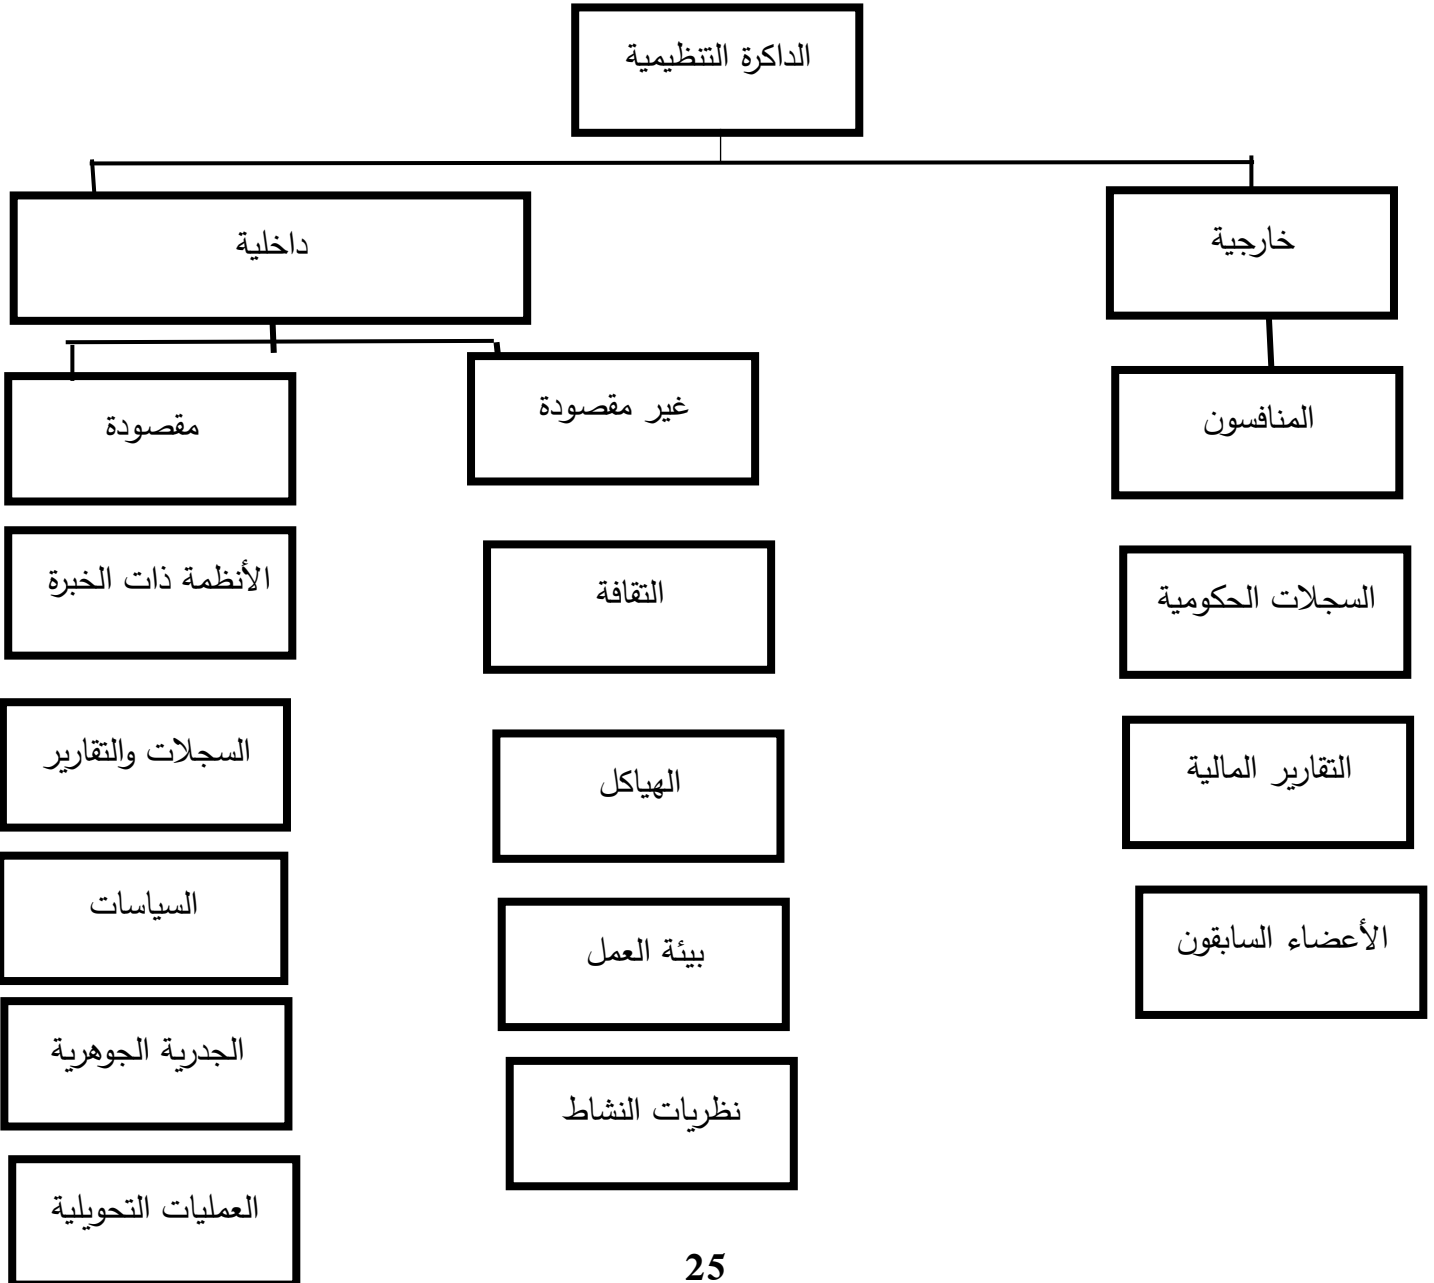 الداكرة التنظيمية
خارجية
داخلية
المنافسون
غير مقصودة
مقصودة
السجلات الحكومية
التقافة
الأنظمة ذات الخبرة
التقارير المالية
الهياكل
السجلات والتقارير
الأعضاء السابقون
بيئة العمل
السياسات
نظريات النشاط
الجدرية الجوهرية
العمليات التحويلية
25